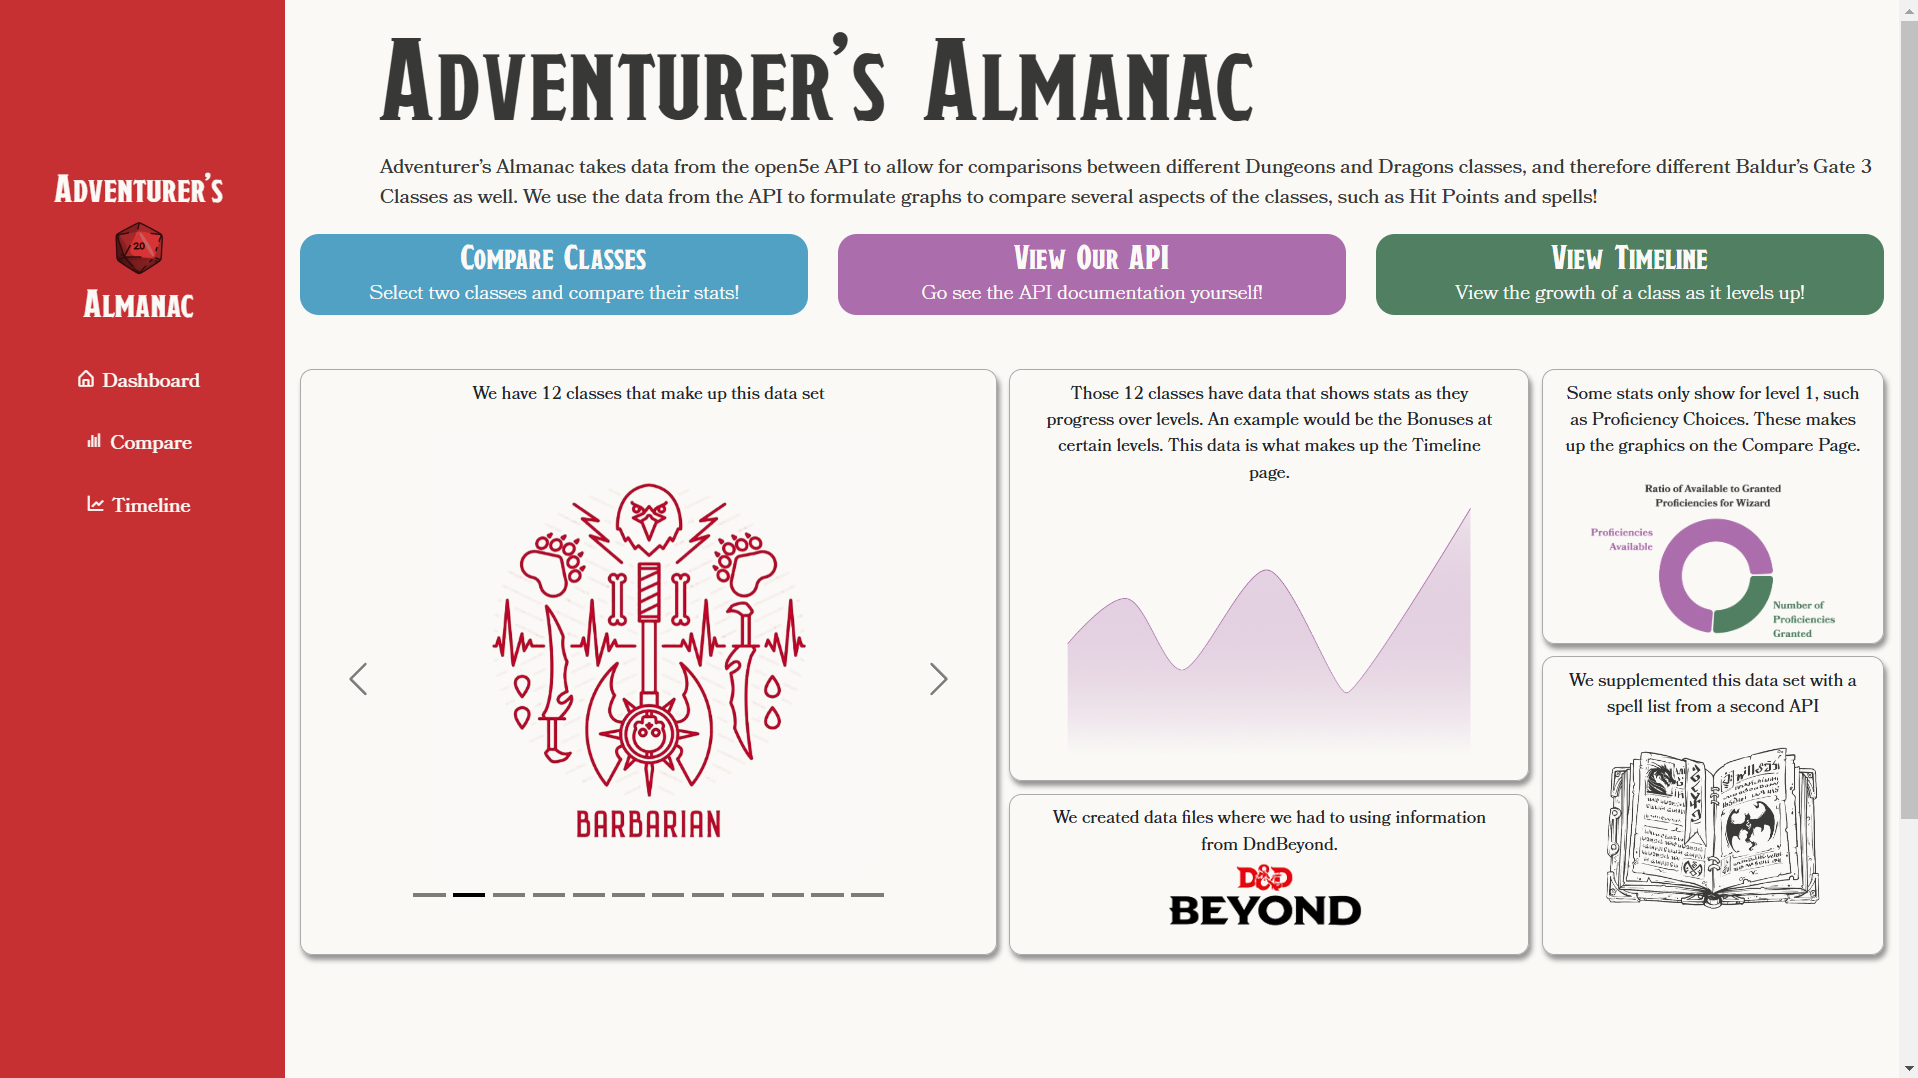 Adventurer's
20
Almanac
Dashboard
Compare
Timeline
Adventurer's Almanac
Adventurer's Almanac takes data from the open5e API to allow for comparisons between different Dungeons and Dragons classes, and therefore different Baldur's Gate 3
Classes as well. We use the data from the API to formulate graphs to compare several aspects of the classes, such as Hit Points and spells!
Compare Classes
Select two classes and compare their stats!
View Our API
Go see the API documentation yourself!
View Timeline
View the growth of a class as it levels up!
We have 12 classes that make up this data set
BARBARIAN
Those 12 classes have data that shows stats as they
progress over levels. An example would be the Bonuses at
certain levels. This data is what makes up the Timeline
page.
We created data files where we had to using information
from DndBeyond.
D&D
BEYOND
Some stats only show for level 1, such
as Proficiency Choices. These makes
up the graphics on the Compare Page.
Ratio of Available to Granted
Proficiencies for Wizard
Proficiencies
Available
Number of
Proficiencies
Granted
We supplemented this data set with a
spell list from a second API